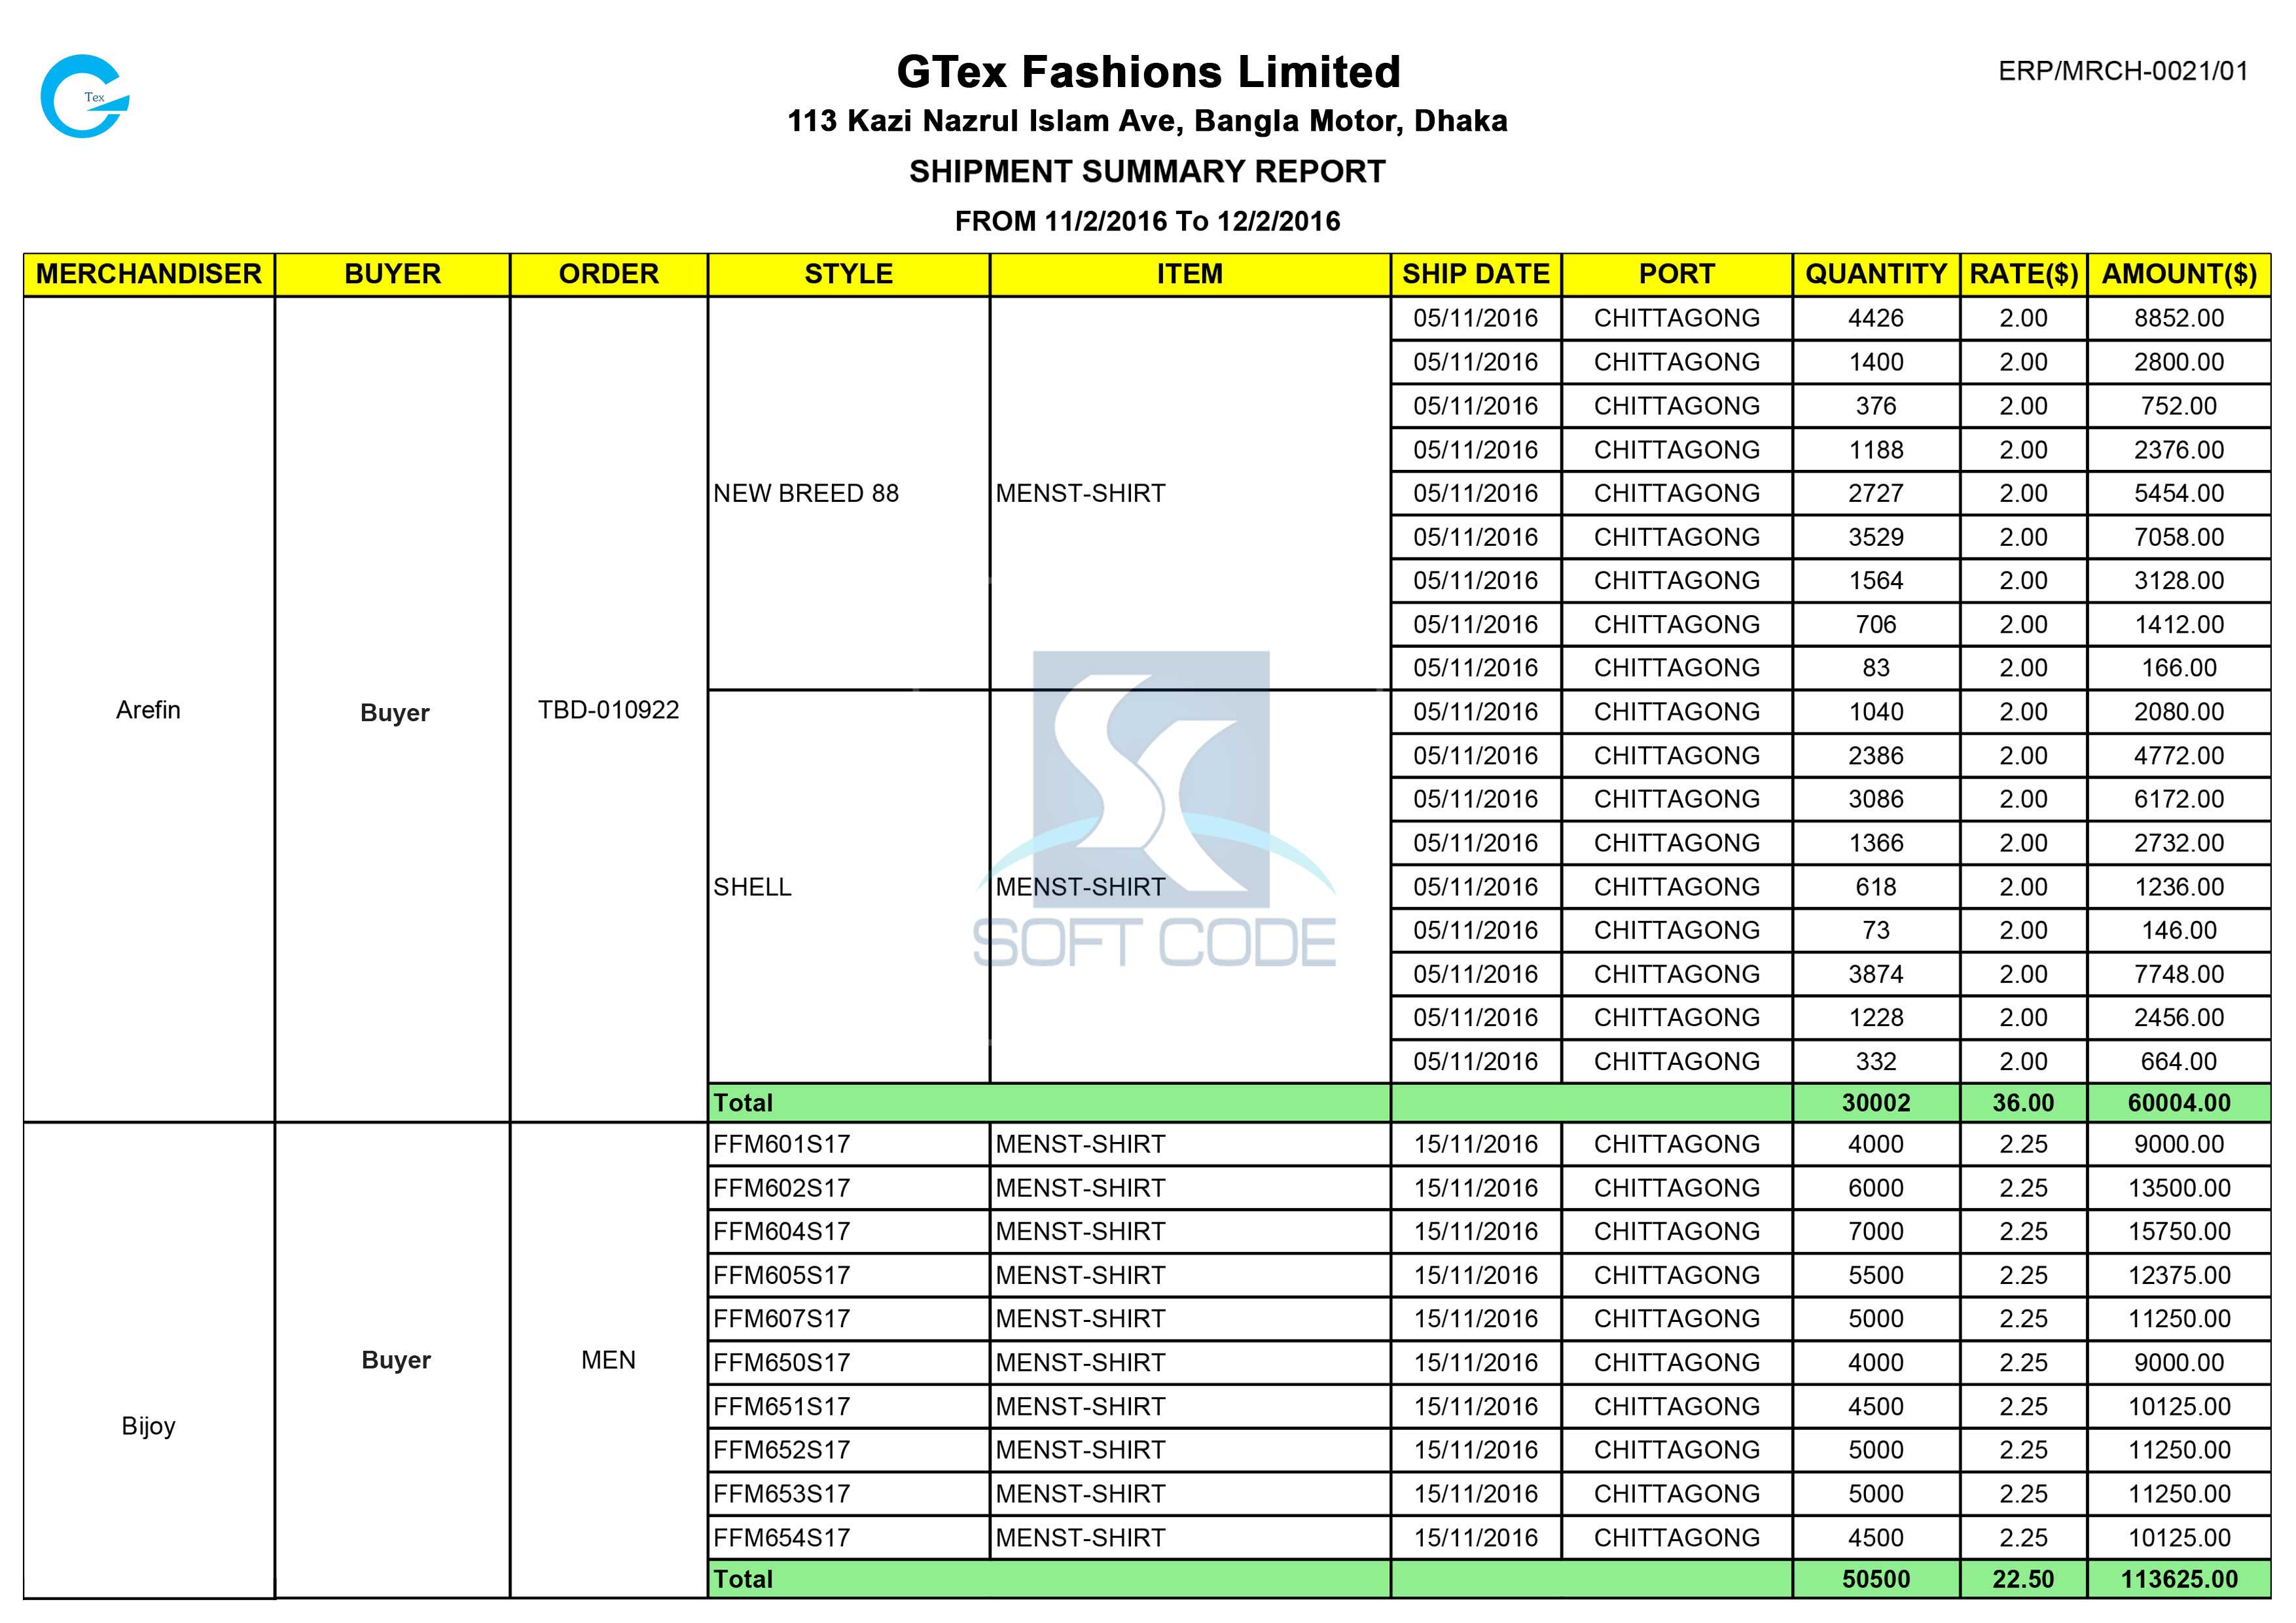 Tex
GTex Fashions Limited
ERP/MRCH-0021/01
113 Kazi Nazrul Islam Ave, Bangla Motor, Dhaka
SHIPMENT SUMMARY REPORT
FROM 11/2/2016 To 12/2/2016
MERCHANDISER BUYER ORDER STYLE ITEM SHIP DATE PORT QUANTITY RATE($) AMOUNT($)
05/11/2016 CHITTAGONG 4426 2.00 8852.00
05/11/2016 CHITTAGONG 1400 2.00 2800.00
05/11/2016 CHITTAGONG 376 2.00 752.00
05/11/2016 CHITTAGONG 1188 2.00 2376.00
NEW BREED 88 MENST-SHIRT 05/11/2016 CHITTAGONG 2727 2.00 5454.00
05/11/2016 CHITTAGONG 3529 2.00 7058.00
05/11/2016 CHITTAGONG 1564 2.00 3128.00
05/11/2016 CHITTAGONG 706 2.00 1412.00
05/11/2016 CHITTAGONG 83 2.00 166.00
Arefin Buyer TBD-010922 05/11/2016 CHITTAGONG 1040 2.00 2080.00
05/11/2016 CHITTAGONG 2386 2.00 4772.00
05/11/2016 CHITTAGONG 3086 2.00 6172.00
05/11/2016 CHITTAGONG 1366 2.00 2732.00
SHELL MENST-SHIRT 05/11/2016 CHITTAGONG 618 2.00 1236.00
SOFT CODE
05/11/2016 CHITTAGONG 73 2.00 146.00
05/11/2016 CHITTAGONG 3874 2.00 7748.00
05/11/2016 CHITTAGONG 1228 2.00 2456.00
05/11/2016 CHITTAGONG 332 2.00 664.00
Total 30002 36.00 60004.00
FFM601S17 MENST-SHIRT 15/11/2016 CHITTAGONG 4000 2.25 9000.00
FFM602S17 MENST-SHIRT 15/11/2016 CHITTAGONG 6000 2.25 13500.00
FFM604S17 MENST-SHIRT 15/11/2016 CHITTAGONG 7000 2.25 15750.00
FFM605S17 MENST-SHIRT 15/11/2016 CHITTAGONG 5500 2.25 12375.00
FFM607S17 MENST-SHIRT 15/11/2016 CHITTAGONG 5000 2.25 11250.00
Buyer MEN FFM650S17 MENST-SHIRT 15/11/2016 CHITTAGONG 4000 2.25 9000.00
Bijoy FFM651S17 MENST-SHIRT 15/11/2016 CHITTAGONG 4500 2.25 10125.00
FFM652S17 MENST-SHIRT 15/11/2016 CHITTAGONG 5000 2.25 11250.00
FFM653S17 MENST-SHIRT 15/11/2016 CHITTAGONG 5000 2.25 11250.00
FFM654S17 MENST-SHIRT 15/11/2016 CHITTAGONG 4500 2.25 10125.00
Total 50500 22.50 113625.00